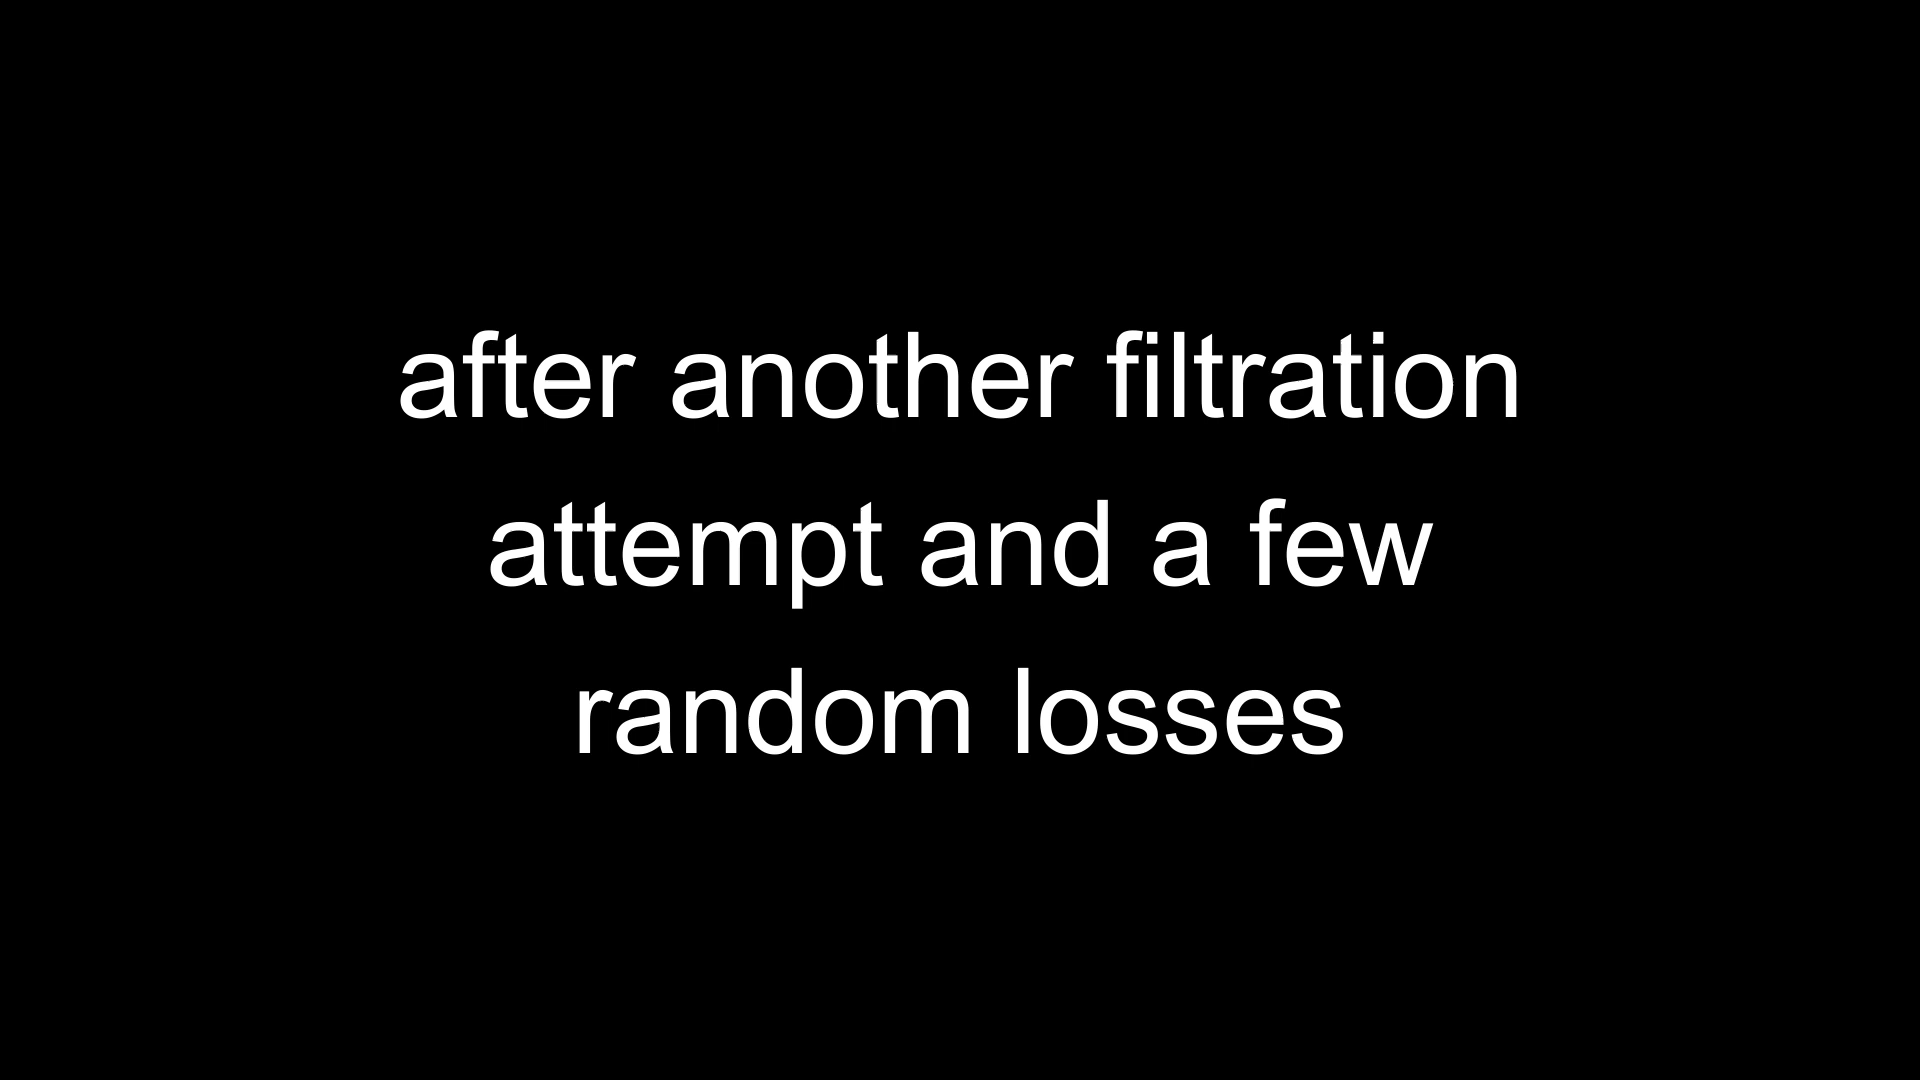 after another filtration
attempt and a few
random losses